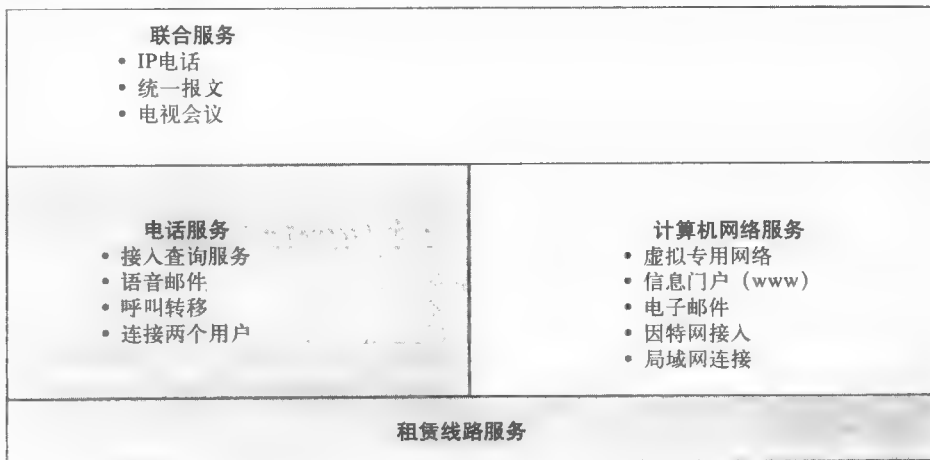 联合服务
• IP电话
• 统一报文
• 电视会议
电话服务
• 接入查询服务
• 语音邮件
• 呼叫转移
• 连接两个用户
计算机网络服务
• 虚拟专用网络
• 信息门户（www）
• 电子邮件
• 因特网接入
• 局域网连接
租赁线路服务